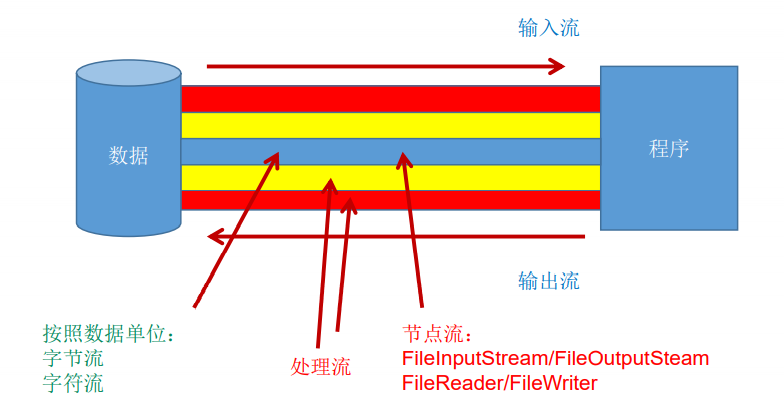 输入流
数据
程序
输出流
按照数据单位:
字节流
字符流
处理流
节点流:
FileInputStream/FileOutputSteam
FileReader/FileWriter